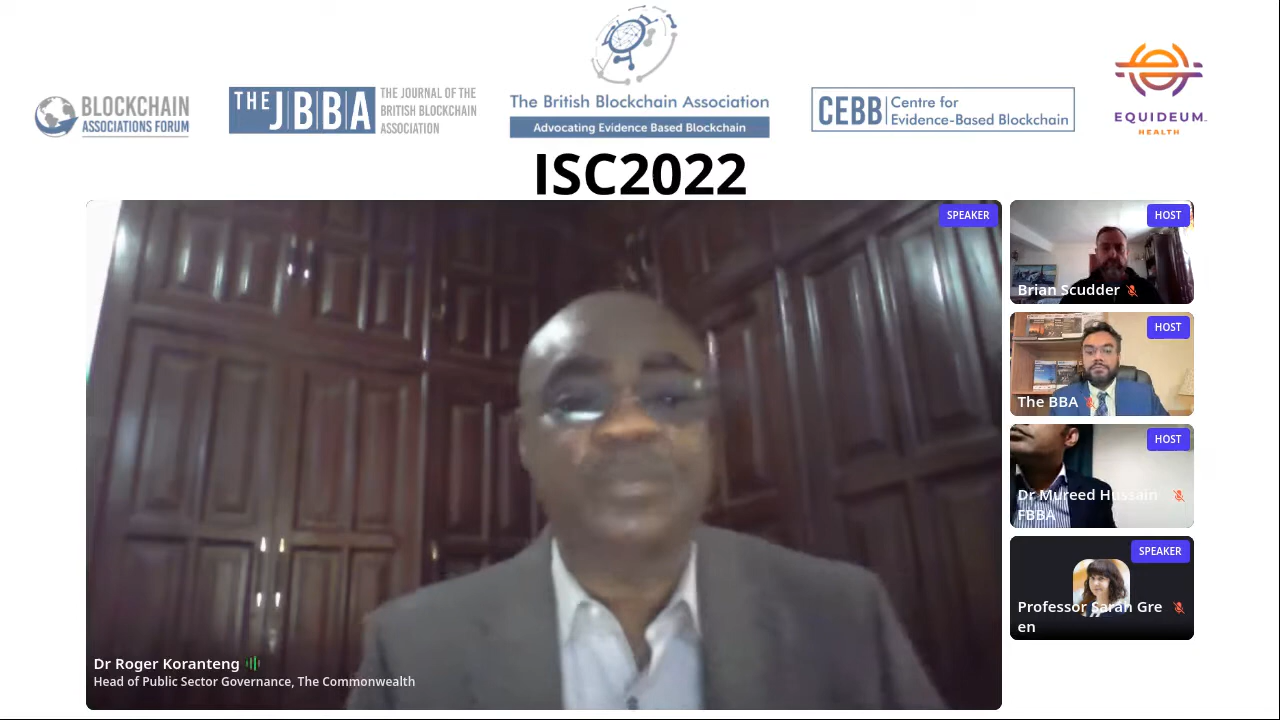 BLOCKCHAIN
ASSOCIATIONS FORUM
THE JBBA
THE JOURNAL OF THE
BRITISH BLOCKCHAIN
ASSOCIATION
The British Blockchain Association
Advocating Evidence Based Blockchain
CEBB
Centre for
Evidence-Based Blockchain
EQUIDEUM
HEALTH
ISC2022
SPEAKER
Dr Roger Koranteng
Head of Public Sector Governance, The Commonwealth
HOST
Brian Scudder
HOST
The BBA
HOST
Dr Mureed Hussain
FBBA
SPEAKER
Professor Sarah Gre
en